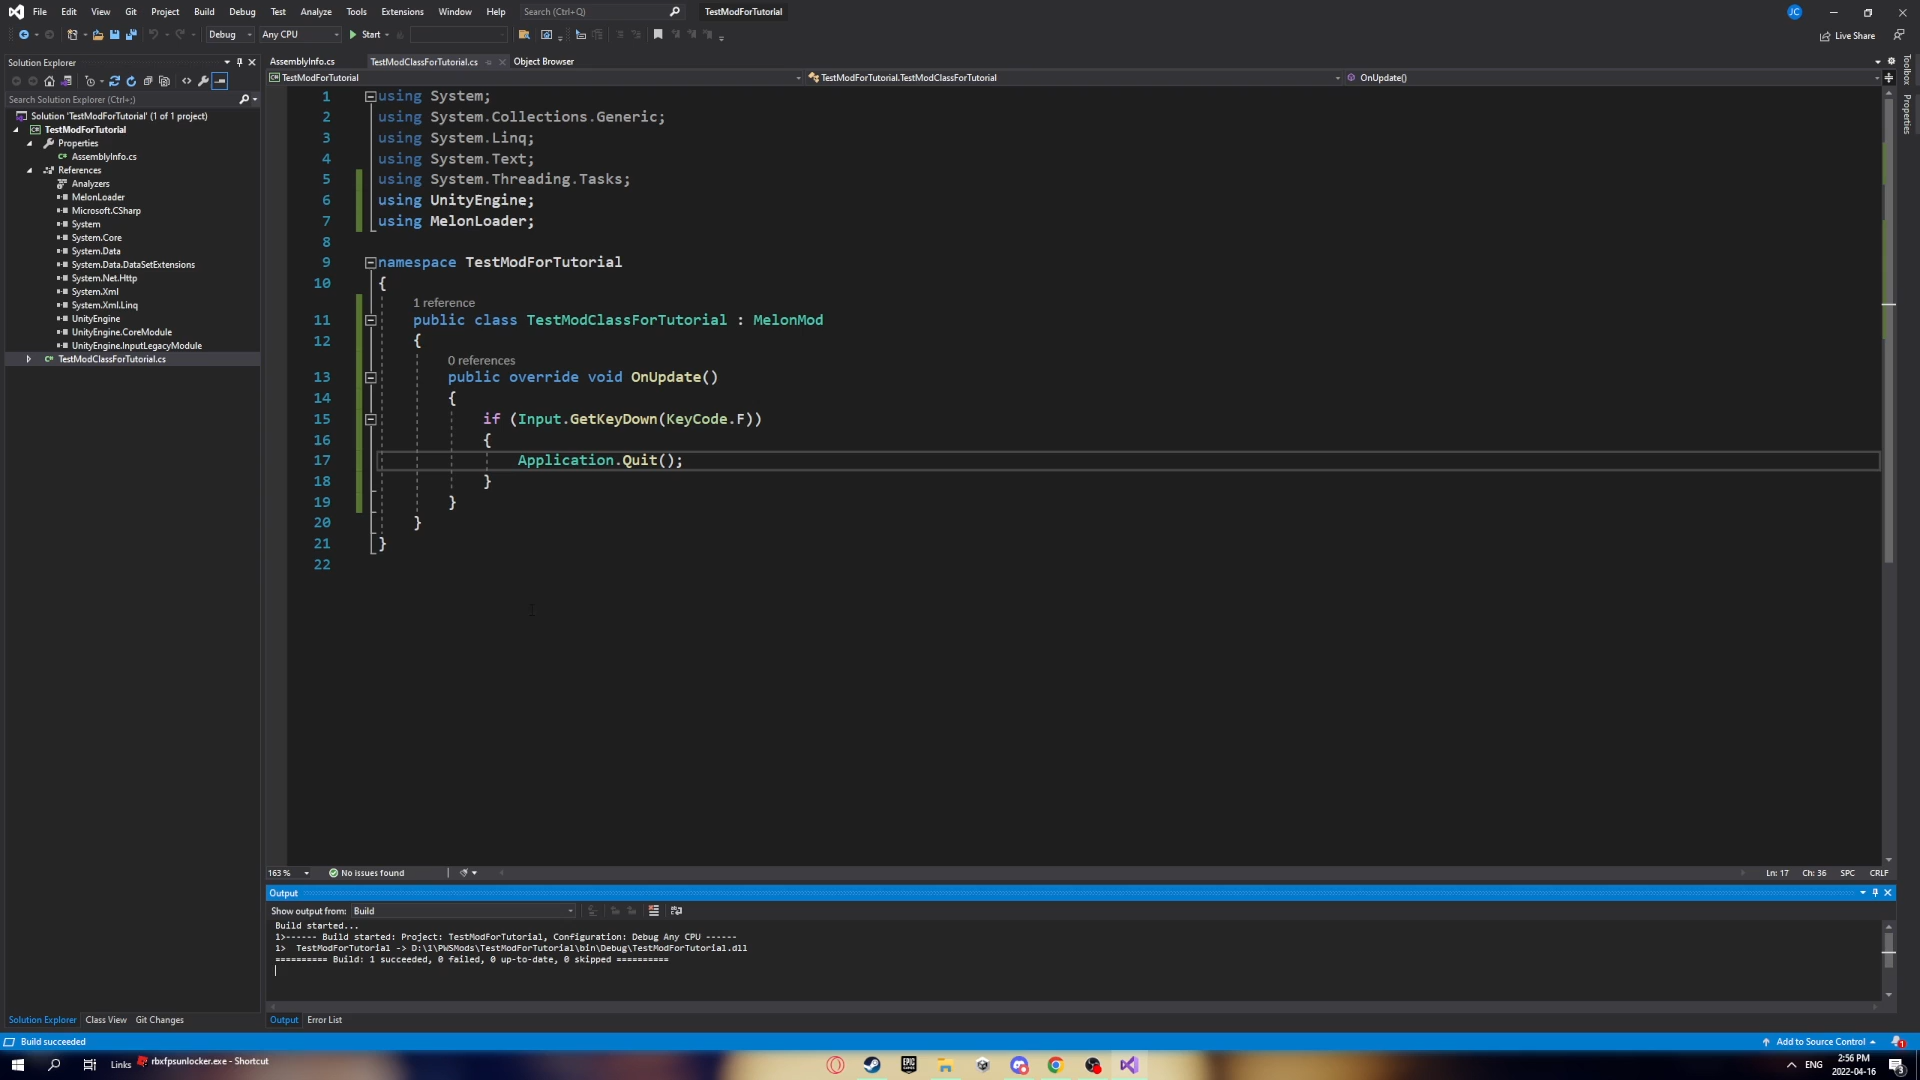 File Edit View Git Project Build Debug Test Analyze Tools Extensions Window Help Search (Ctrl+Q) TestModForTutorial JC
Debug Any CPU Start Live Share
Solution Explorer
AssemblyInfo.cs TestModClassForTutorial.cs Object Browser
TestModForTutorial TestModForTutorial.TestModClassForTutorial OnUpdate()
Search Solution Explorer (Ctrl+;)
Solution 'TestModForTutorial' (1 of 1 project)
TestModForTutorial
Properties
AssemblyInfo.cs
References
Analyzers
MelonLoader
Microsoft.CSharp
System
System.Core
System.Data
System.Data.DataSetExtensions
System.Net.Http
System.Xml
System.Xml.Linq
UnityEngine
UnityEngine.CoreModule
UnityEngine.InputLegacyModule
TestModClassForTutorial.cs
Toolbox
Properties
1 using System;
2 using System.Collections.Generic;
3 using System.Linq;
4 using System.Text;
5 using System.Threading.Tasks;
6 using UnityEngine;
7 using MelonLoader;
8
9 namespace TestModForTutorial
10 {
1 reference
11 public class TestModClassForTutorial : MelonMod
12 {
0 references
13 public override void OnUpdate()
14 {
15 if (Input.GetKeyDown(KeyCode.F))
16 {
17 Application.Quit();
18 }
19 }
20 }
21 }
22
163 % No issues found Ln: 17 Ch: 36 SPC CRLF
Output
Show output from: Build
Build started...
1>------ Build started: Project: TestModForTutorial, Configuration: Debug Any CPU ------
1>  TestModForTutorial -> D:\1\PWSMods\TestModForTutorial\bin\Debug\TestModForTutorial.dll
========== Build: 1 succeeded, 0 failed, 0 up-to-date, 0 skipped ==========
Solution Explorer Class View Git Changes Output Error List
Build succeeded Add to Source Control 1
Links rbxfpsunlocker.exe - Shortcut EPIC GAMES ENG 2:56 PM
2022-04-16 3